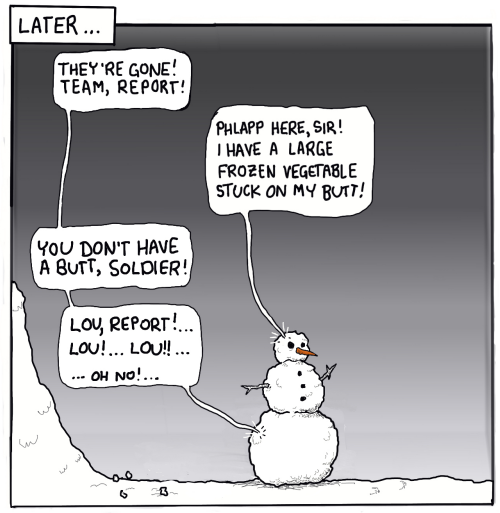 LATER ...
THEY'RE GONE!
TEAM, REPORT!
PHLAPP HERE, SIR!
I HAVE A LARGE
FROZEN VEGETABLE
STUCK ON MY BUTT!
YOU DON'T HAVE
A BUTT, SOLDIER!
LOU, REPORT!...
LOU!... LOU!!...
... OH NO!...